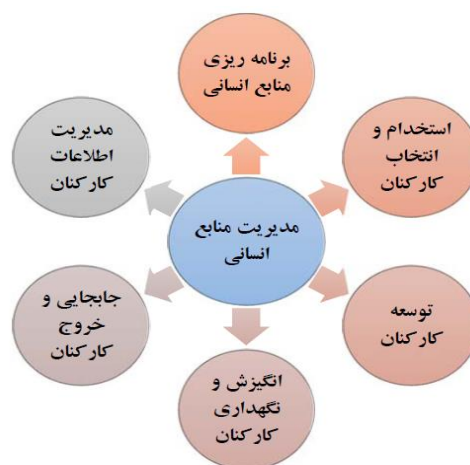 برنامه ریزی
منابع انسانی
استخدام و
انتخاب
کارکنان
توسعه
کارکنان
انگیزش و
نگهداری
کارکنان
جابجایی و
خروج
کارکنان
مدیریت
اطلاعات
کارکنان
مدیریت منابع
انسانی